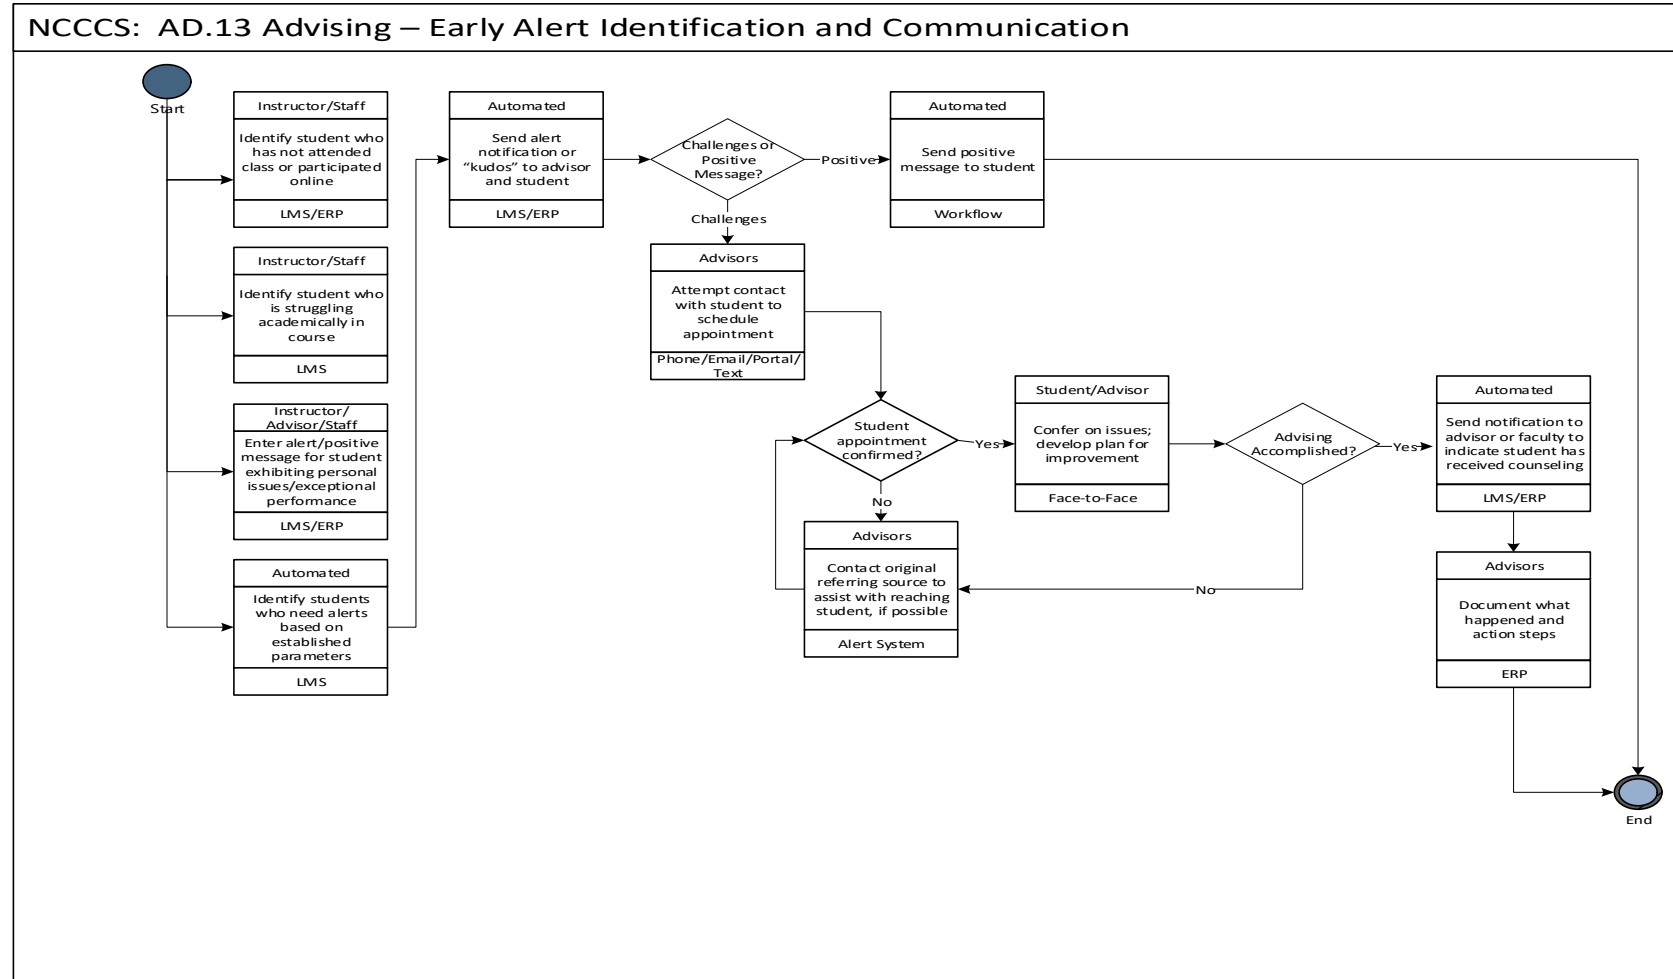 NCCCS:  AD.13 Advising – Early Alert Identification and Communication
Start
Instructor/Staff
Identify student who
has not attended
class or participated
online
LMS/ERP
Instructor/Staff
Identify student who
is struggling
academically in
course
LMS
Instructor/
Advisor/Staff
Enter alert/positive
message for student
exhibiting personal
issues/exceptional
performance
LMS/ERP
Automated
Identify students
who need alerts
based on
established
parameters
LMS
Automated
Send alert
notification or
“kudos” to advisor
and student
LMS/ERP
Challenges or
Positive
Message?
Positive
Automated
Send positive
message to student
Workflow
Challenges
Advisors
Attempt contact
with student to
schedule
appointment
Phone/Email/Portal/
Text
Student
appointment
confirmed?
Yes
No
Advisors
Contact original
referring source to
assist with reaching
student, if possible
Alert System
Student/Advisor
Confer on issues;
develop plan for
improvement
Face-to-Face
Advising
Accomplished?
Yes
No
Automated
Send notification to
advisor or faculty to
indicate student has
received counseling
LMS/ERP
Advisors
Document what
happened and
action steps
ERP
End